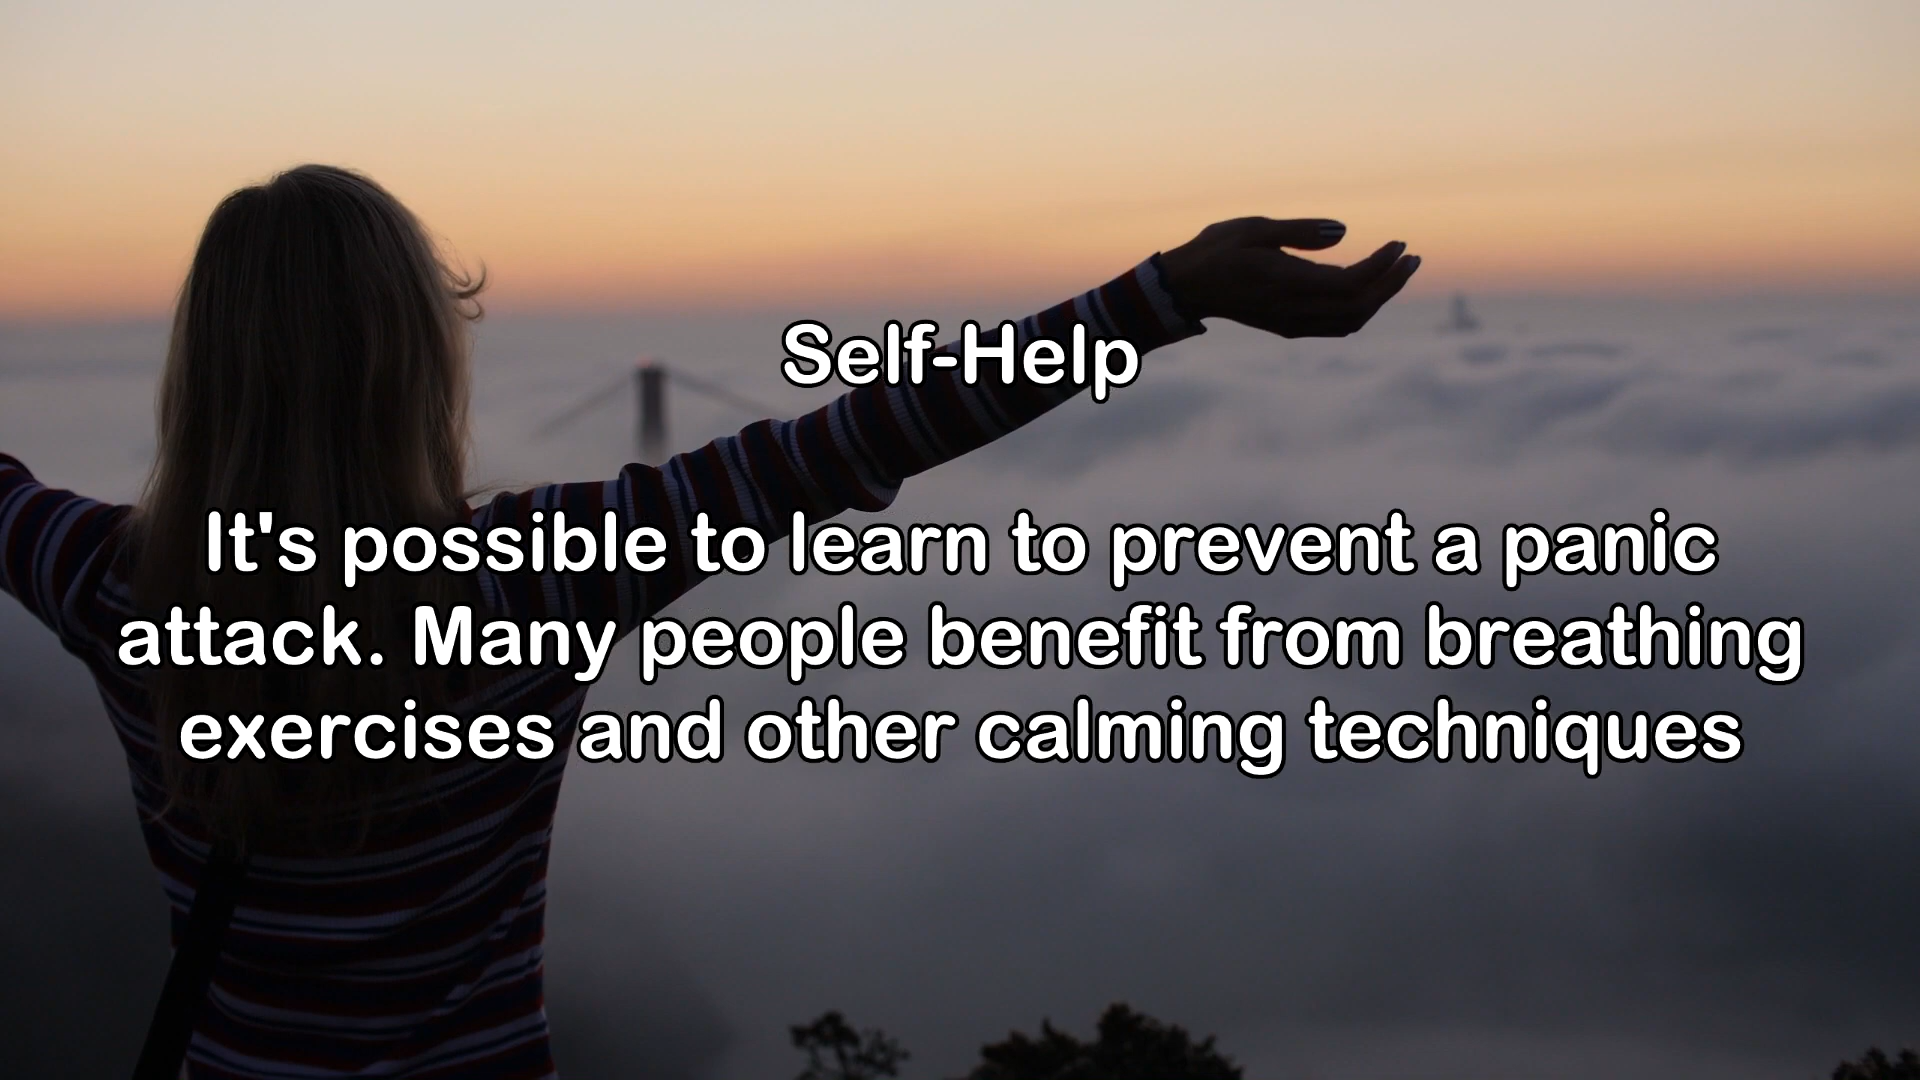 Self-Help
It's possible to learn to prevent a panic
attack. Many people benefit from breathing
exercises and other calming techniques